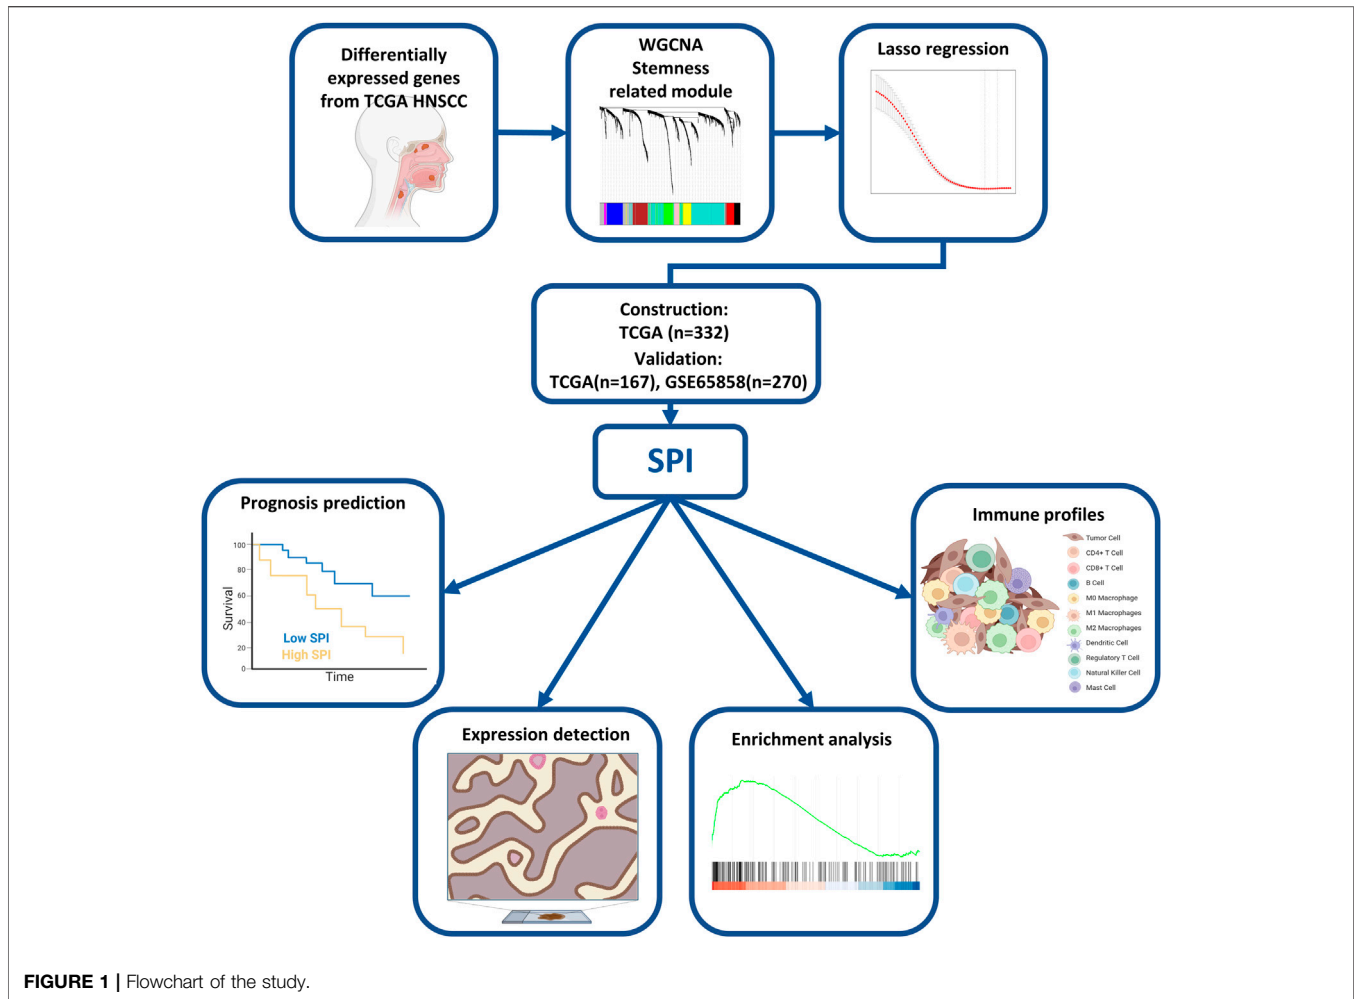 Differentially
expressed genes
from TCGA HNSCC
WGCNA
Stemness
related module
Lasso regression
Construction:
TCGA (n=332)
Validation:
TCGA(n=167), GSE65858(n=270)
SPI
Prognosis prediction
100
80
60
40
20
0
Survival
Low SPI
High SPI
Time
Expression detection
Enrichment analysis
Immune profiles
Tumor Cell
CD4+ T Cell
CD8+ T Cell
B Cell
M0 Macrophage
M1 Macrophages
M2 Macrophages
Dendritic Cell
Regulatory T Cell
Natural Killer Cell
Mast Cell
FIGURE 1 | Flowchart of the study.